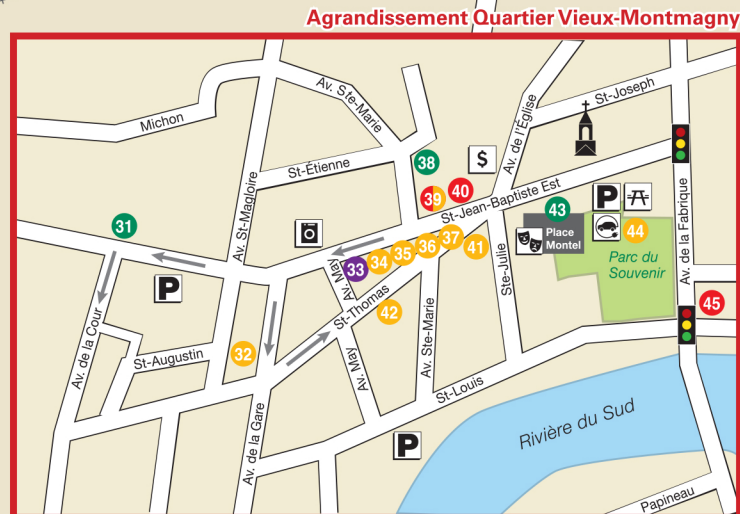 Agrandissement Quartier Vieux-Montmagny
Michon
Av. Ste-Marie
St-Étienne
Av. St-Magloire
Av. de l'Église
St-Joseph
38
$
39
40
St-Jean-Baptiste Est
31
P
33
34
35
36
37
41
43
Place
Montel
P
44
Parc du
Souvenir
Av. de la Fabrique
45
Av. May
St-Thomas
42
Ste-Julie
Av. de la Cour
St-Augustin
32
Av. May
Av. Ste-Marie
St-Louis
Av. de la Gare
P
Rivière du Sud
Papineau